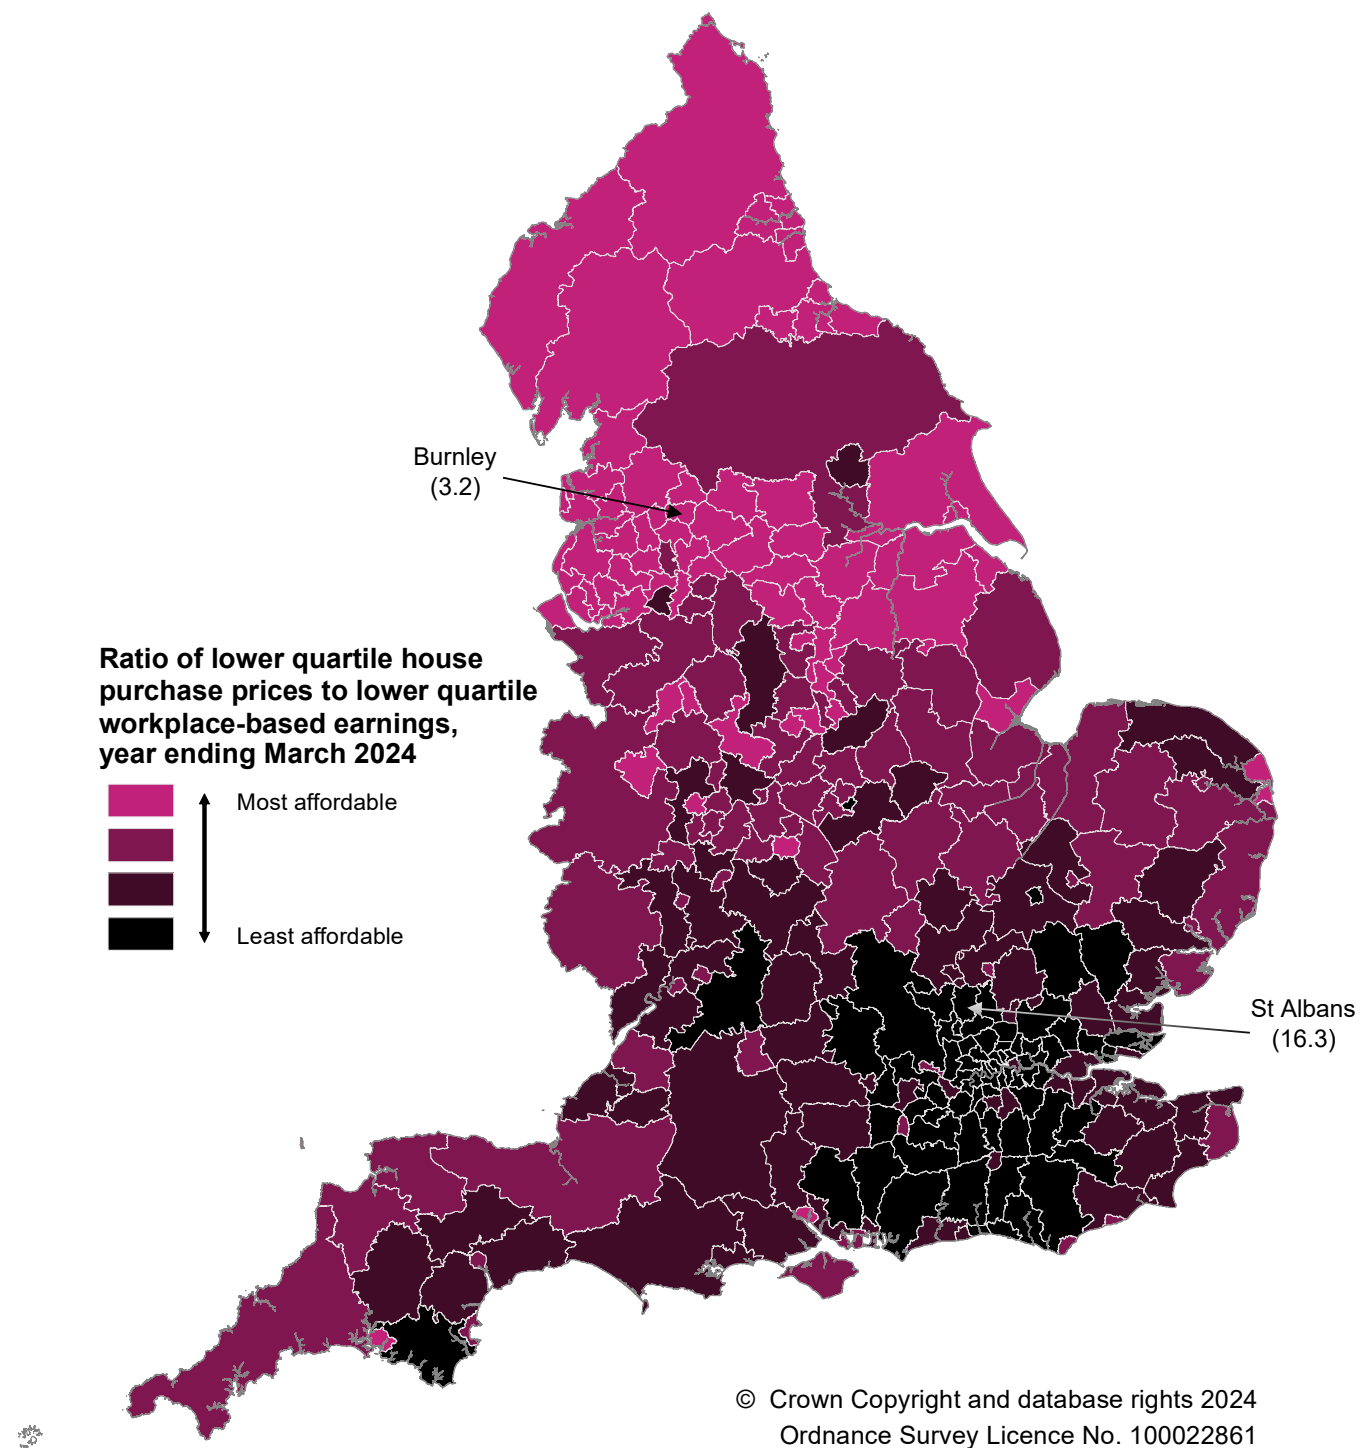 Burnley
(3.2)
Ratio of lower quartile house
purchase prices to lower quartile
workplace-based earnings,
year ending March 2024
Most affordable
Least affordable
St Albans
(16.3)
© Crown Copyright and database rights 2024
Ordnance Survey Licence No. 100022861